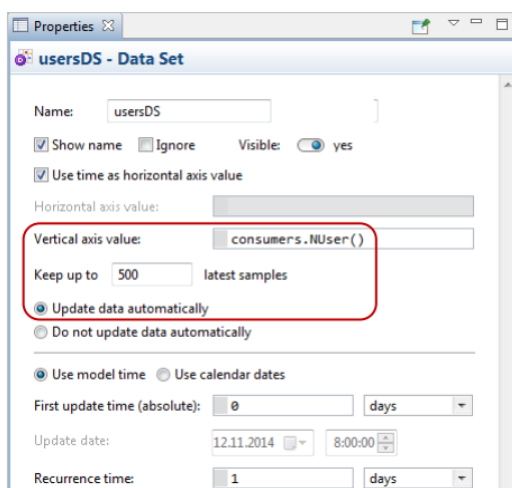 Properties
usersDS - Data Set
Name: usersDS
Show name Ignore Visible: yes
Use time as horizontal axis value
Horizontal axis value:
Vertical axis value: consumers.NUser()
Keep up to 500 latest samples
Update data automatically
Do not update data automatically
Use model time Use calendar dates
First update time (absolute): 0 days
Update date: 12.11.2014 8:00:00
Recurrence time: 1 days